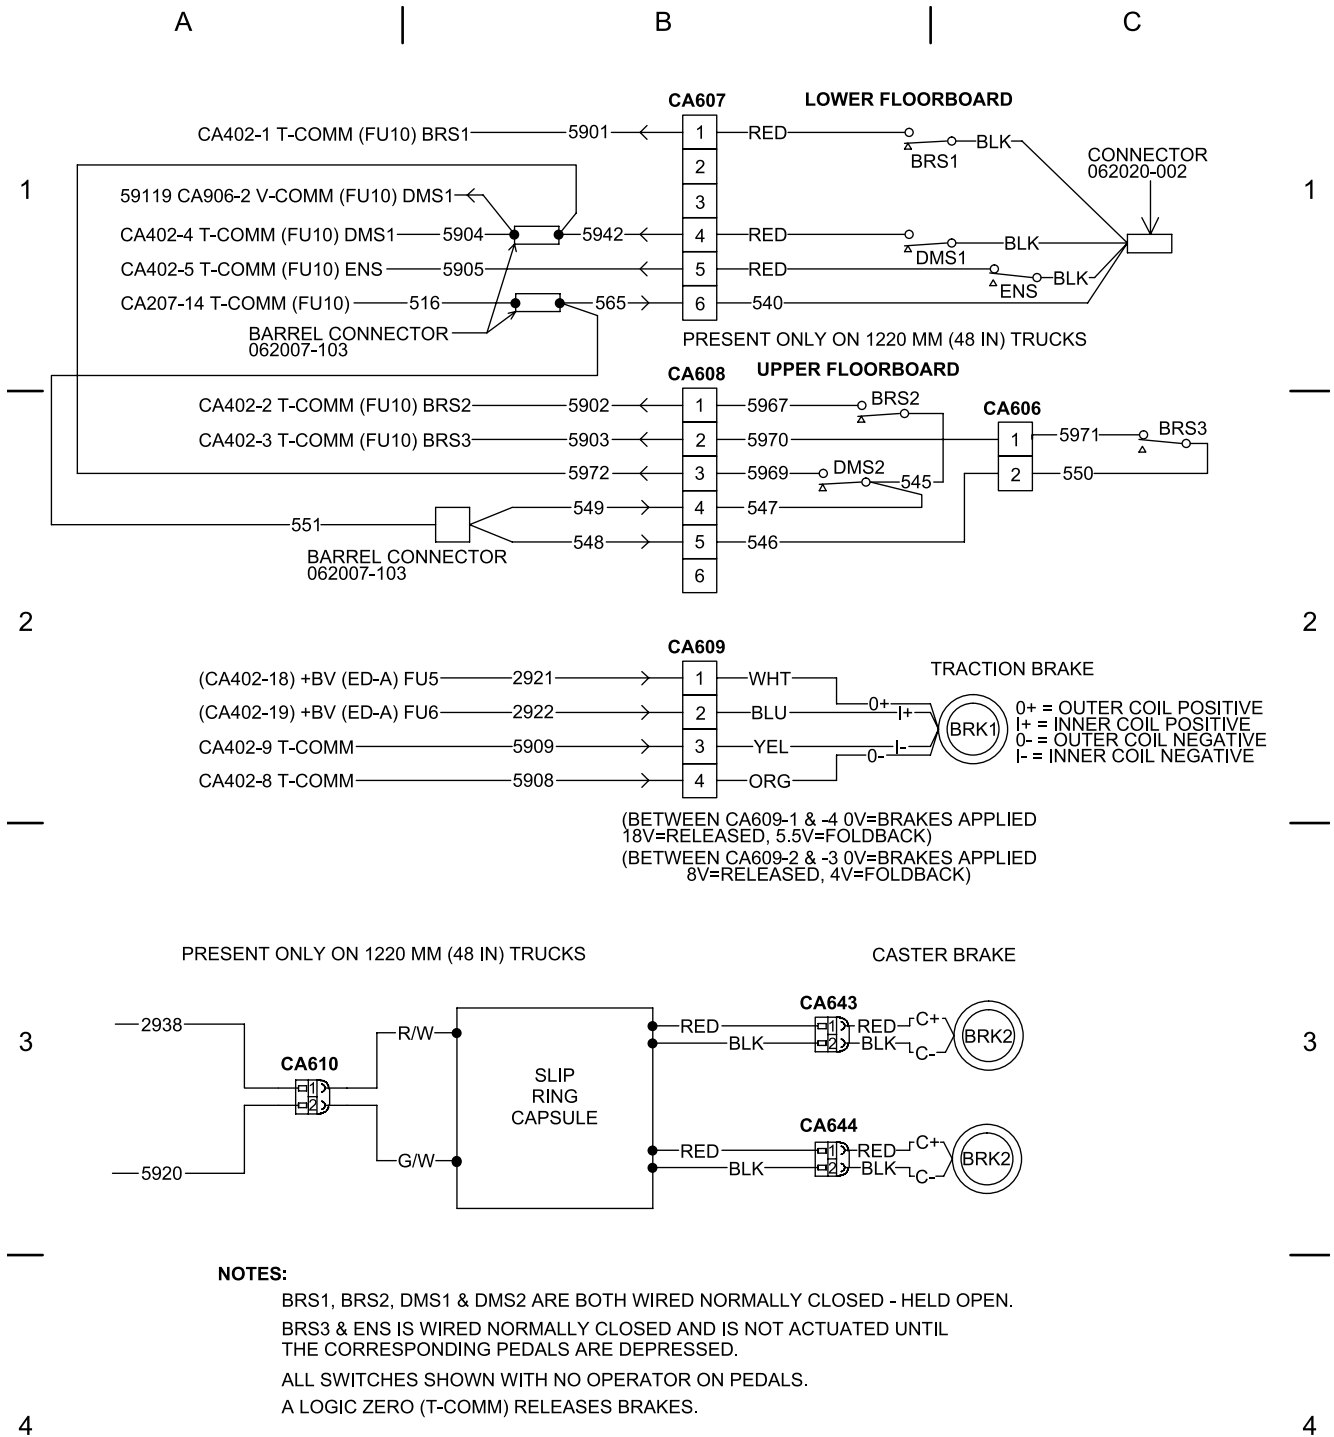 A B C
CA607 LOWER FLOORBOARD
CA402-1 T-COMM (FU10) BRS1 5901 1 RED BRS1 BLK
CONNECTOR
062020-002
2
1 1
59119 CA906-2 V-COMM (FU10) DMS1 3
CA402-4 T-COMM (FU10) DMS1 5904 5942 4 RED DMS1 BLK
CA402-5 T-COMM (FU10) ENS 5905 5 RED ENS BLK
CA207-14 T-COMM (FU10) 516 565 6 540
BARREL CONNECTOR
062007-103
PRESENT ONLY ON 1220 MM (48 IN) TRUCKS
CA608 UPPER FLOORBOARD
CA402-2 T-COMM (FU10) BRS2 5902 1 5967 BRS2
CA606
CA402-3 T-COMM (FU10) BRS3 5903 2 5970 1 5971 BRS3
5972 3 5969 DMS2 545 2 550
549 4 547
551
548 5 546
BARREL CONNECTOR
062007-103
6
2 2
CA609
TRACTION BRAKE
(CA402-18) +BV (ED-A) FU5 2921 1 WHT 0+
(CA402-19) +BV (ED-A) FU6 2922 2 BLU I+
CA402-9 T-COMM 5909 3 YEL I-
CA402-8 T-COMM 5908 4 ORG 0-
BRK1
0+ = OUTER COIL POSITIVE
I+ = INNER COIL POSITIVE
0- = OUTER COIL NEGATIVE
I- = INNER COIL NEGATIVE
(BETWEEN CA609-1 & -4 0V=BRAKES APPLIED
18V=RELEASED, 5.5V=FOLDBACK)
(BETWEEN CA609-2 & -3 0V=BRAKES APPLIED
8V=RELEASED, 4V=FOLDBACK)
PRESENT ONLY ON 1220 MM (48 IN) TRUCKS CASTER BRAKE
CA643
2938 R/W RED 1 RED C+
BLK 2 BLK C-
BRK2
3 3
CA610
1
2
SLIP
RING
CAPSULE
CA644
RED 1 RED C+
5920 G/W BLK 2 BLK C-
BRK2
NOTES:
BRS1, BRS2, DMS1 & DMS2 ARE BOTH WIRED NORMALLY CLOSED - HELD OPEN.
BRS3 & ENS IS WIRED NORMALLY CLOSED AND IS NOT ACTUATED UNTIL
THE CORRESPONDING PEDALS ARE DEPRESSED.
ALL SWITCHES SHOWN WITH NO OPERATOR ON PEDALS.
A LOGIC ZERO (T-COMM) RELEASES BRAKES.
4 4